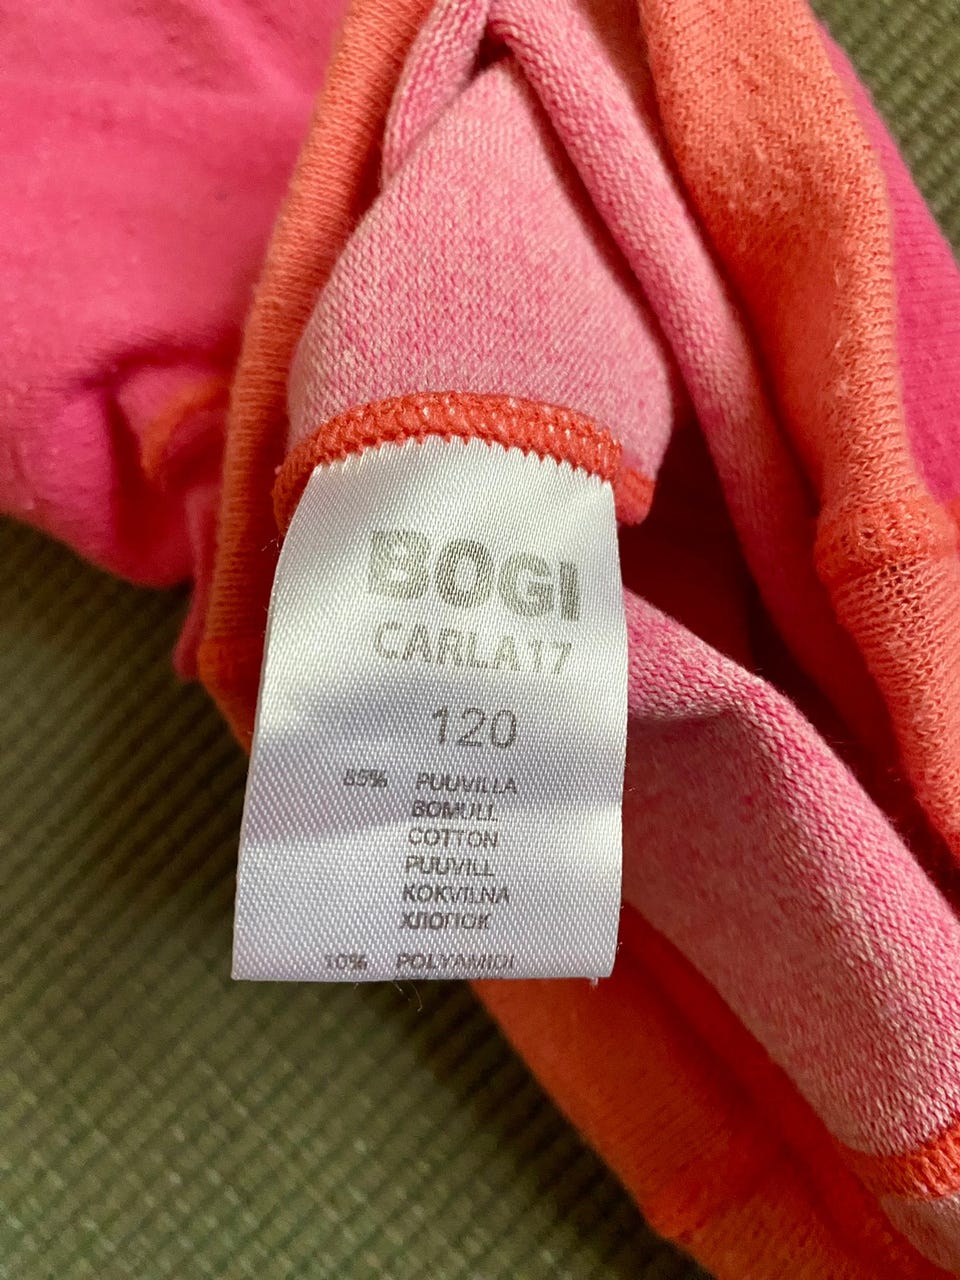 BOGI
CARLA17
120
85% PUUVILLA
BOMULL
COTTON
PUUVILL
KOKVILNA
ХЛОПОК
10% POLYAMIDI